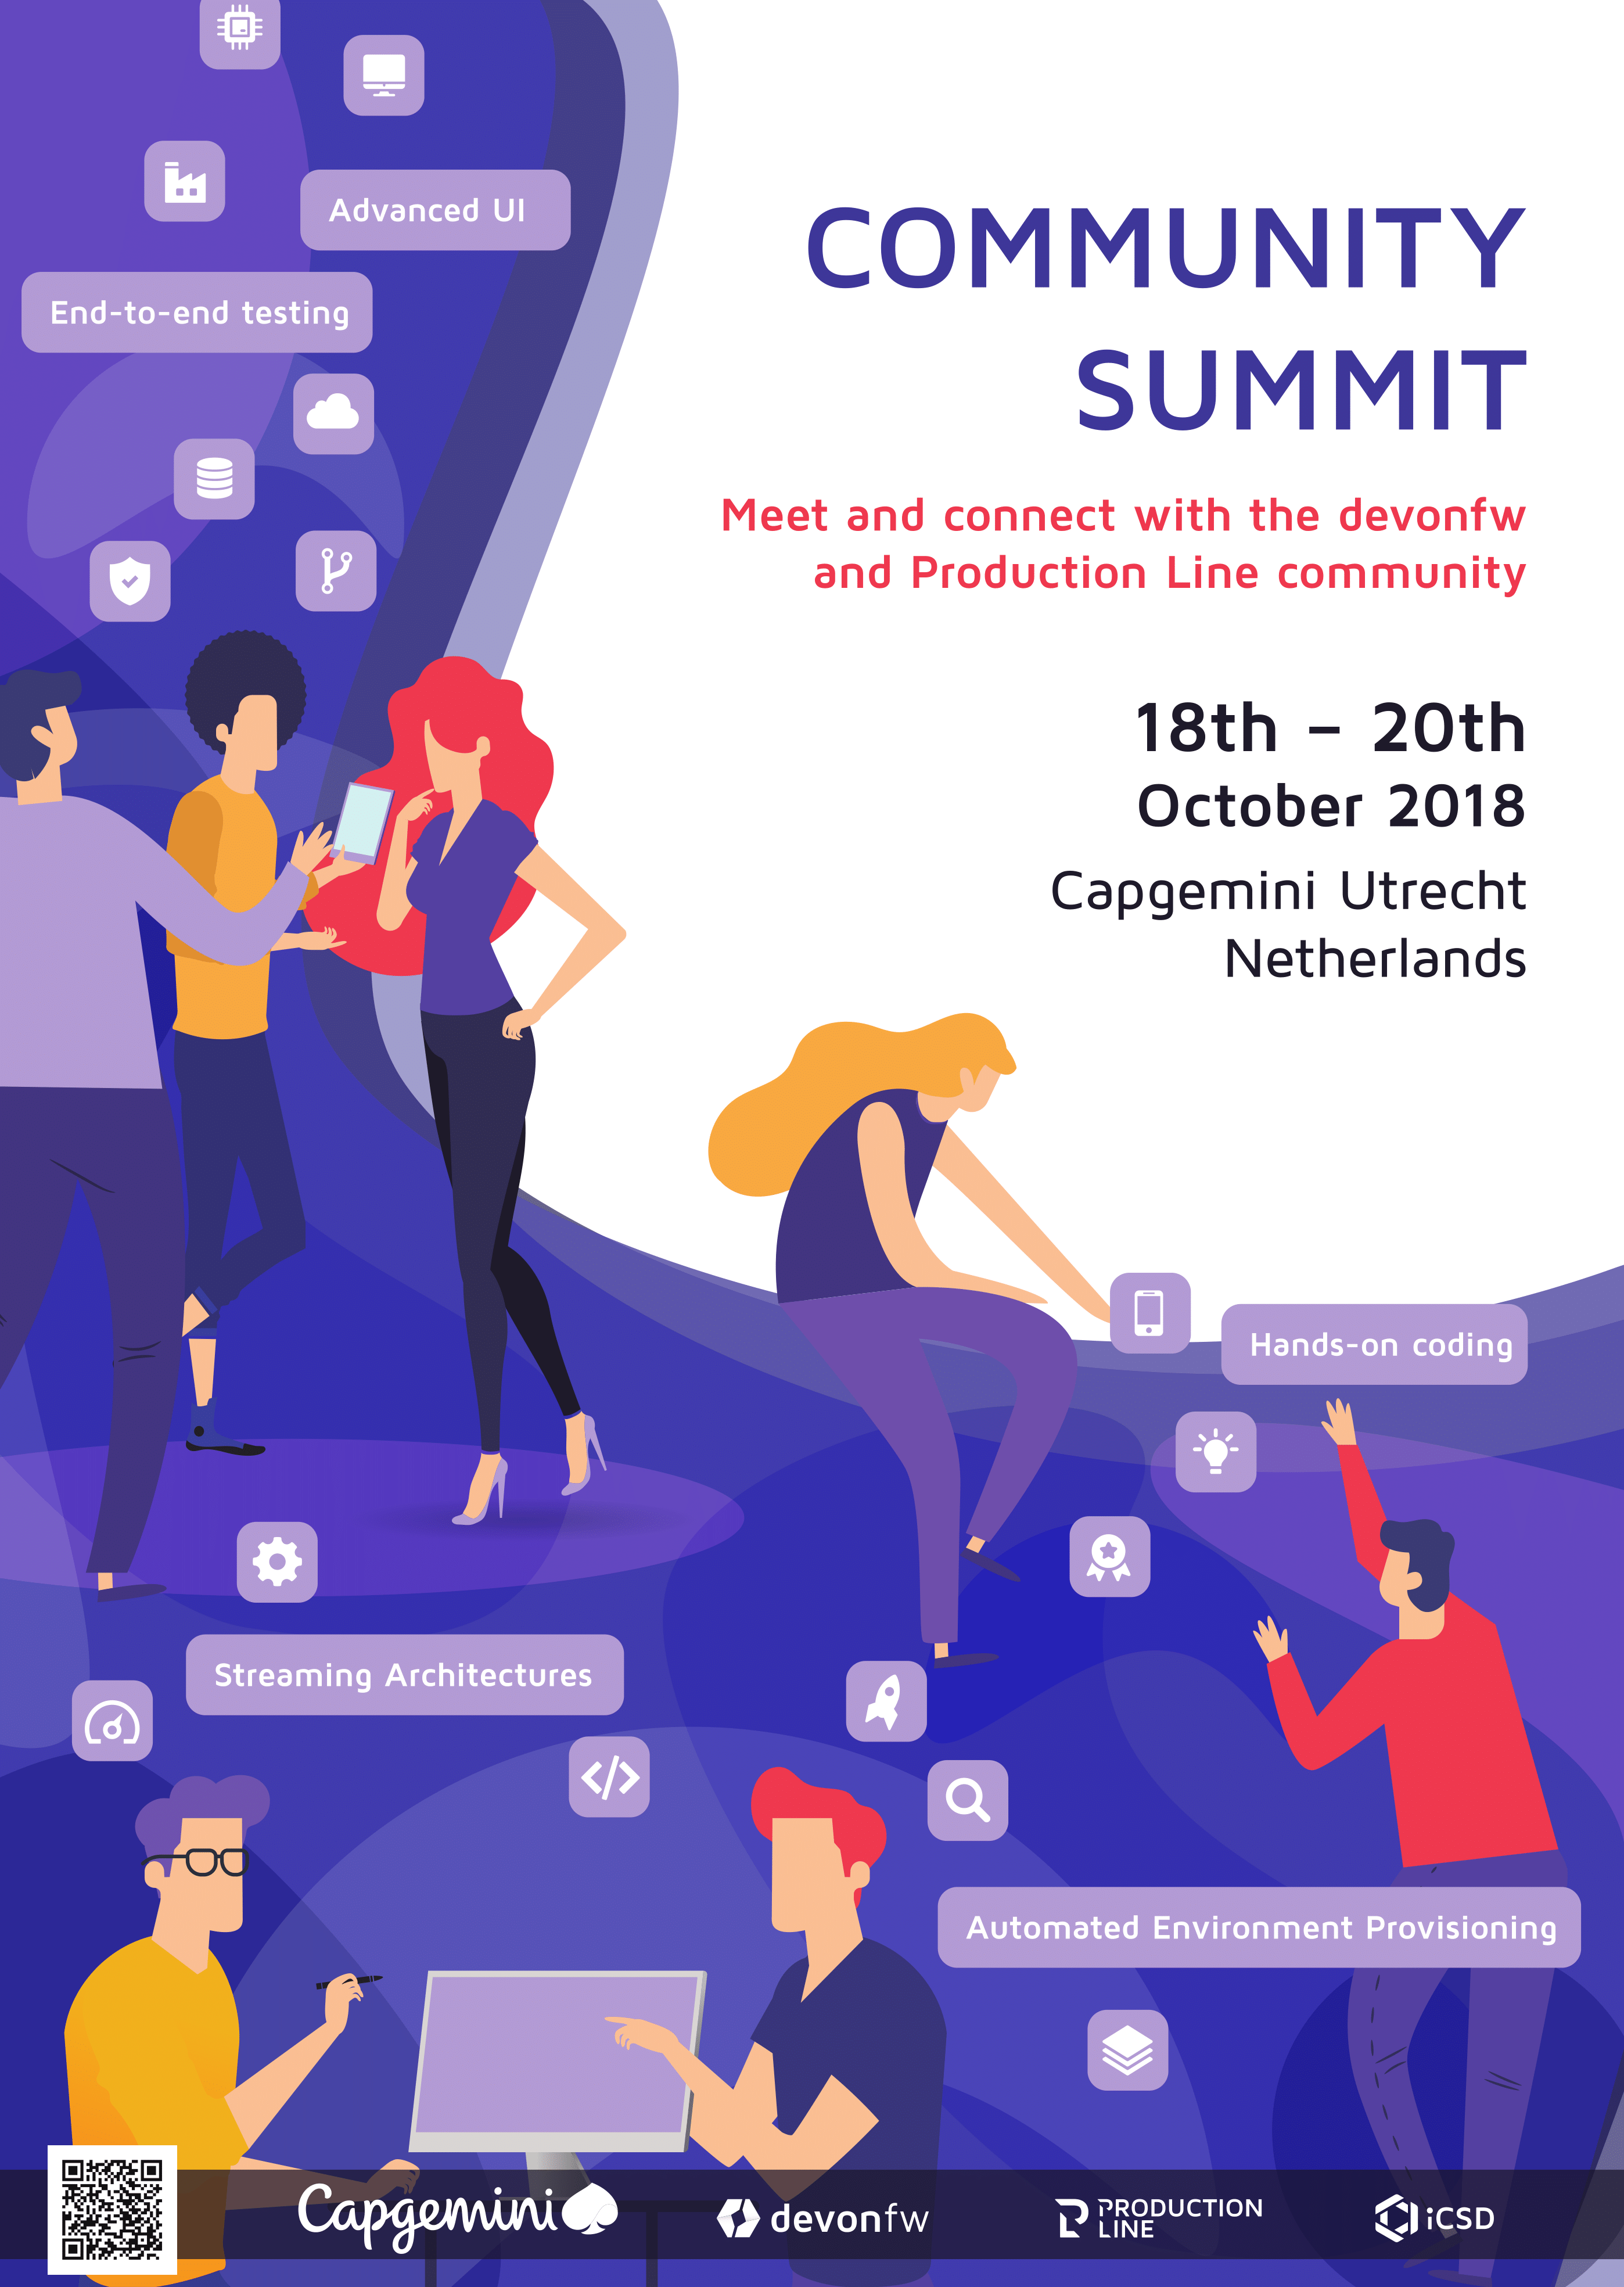 Advanced UI
End-to-end testing
COMMUNITY
SUMMIT
Meet and connect with the devonfw
and Production Line community
18th – 20th
October 2018
Capgemini Utrecht
Netherlands
Hands-on coding
Streaming Architectures
Automated Environment Provisioning
Capgemini
devonfw
PRODUCTION
LINE
iCSD